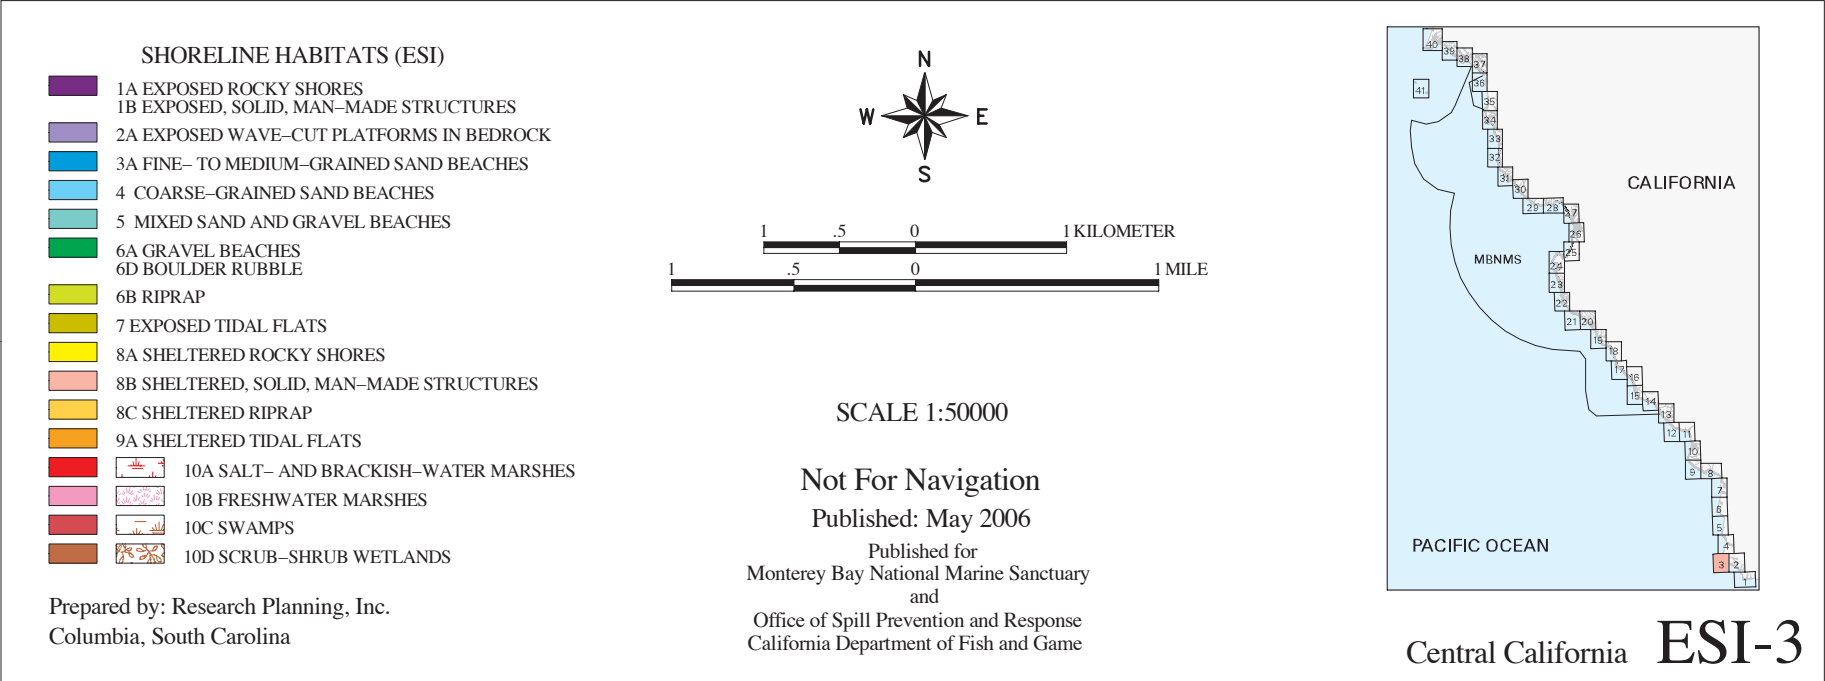 SHORELINE HABITATS (ESI)
1A EXPOSED ROCKY SHORES
1B EXPOSED, SOLID, MAN–MADE STRUCTURES
2A EXPOSED WAVE–CUT PLATFORMS IN BEDROCK
3A FINE– TO MEDIUM–GRAINED SAND BEACHES
4 COARSE–GRAINED SAND BEACHES
5 MIXED SAND AND GRAVEL BEACHES
6A GRAVEL BEACHES
6D BOULDER RUBBLE
6B RIPRAP
7 EXPOSED TIDAL FLATS
8A SHELTERED ROCKY SHORES
8B SHELTERED, SOLID, MAN–MADE STRUCTURES
8C SHELTERED RIPRAP
9A SHELTERED TIDAL FLATS
10A SALT– AND BRACKISH–WATER MARSHES
10B FRESHWATER MARSHES
10C SWAMPS
10D SCRUB–SHRUB WETLANDS
Prepared by: Research Planning, Inc.
Columbia, South Carolina
N
W E
S
1 .5 0 1 KILOMETER
1 .5 0 1 MILE
SCALE 1:50000
Not For Navigation
Published: May 2006
Published for
Monterey Bay National Marine Sanctuary
and
Office of Spill Prevention and Response
California Department of Fish and Game
40
39
38
37
36
41
35
34
33
32
31
30
29 28
27
26
25
24
23
22
21 20
19
18
17
16
15
14
13
12 11
10
9 8
7
6
5
4
3 2
1
CALIFORNIA
MBNMS
PACIFIC OCEAN
Central California ESI-3